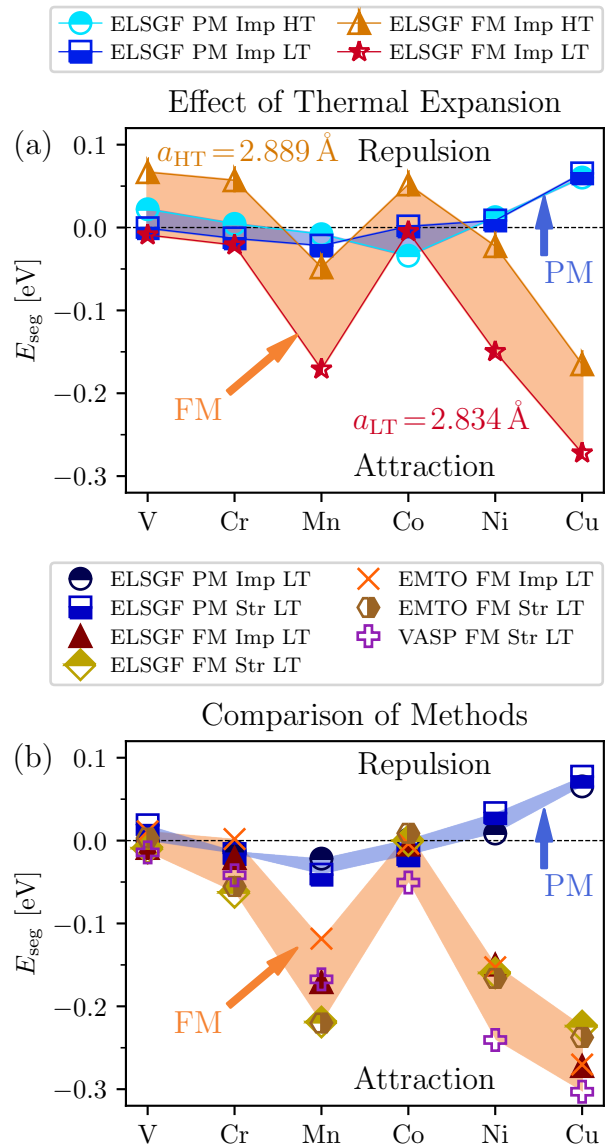 ELSGF PM Imp HT
ELSGF FM Imp HT
ELSGF PM Imp LT
ELSGF FM Imp LT
Effect of Thermal Expansion
(a)
a_HT = 2.889 Å
Repulsion
0.1
0.0
−0.1
−0.2
−0.3
E_seg [eV]
PM
FM
a_LT = 2.834 Å
Attraction
V Cr Mn Co Ni Cu
ELSGF PM Imp LT
EMTO FM Imp LT
ELSGF PM Str LT
EMTO FM Str LT
ELSGF FM Imp LT
VASP FM Str LT
ELSGF FM Str LT
Comparison of Methods
(b)
Repulsion
0.1
0.0
−0.1
−0.2
−0.3
E_seg [eV]
PM
FM
Attraction
V Cr Mn Co Ni Cu